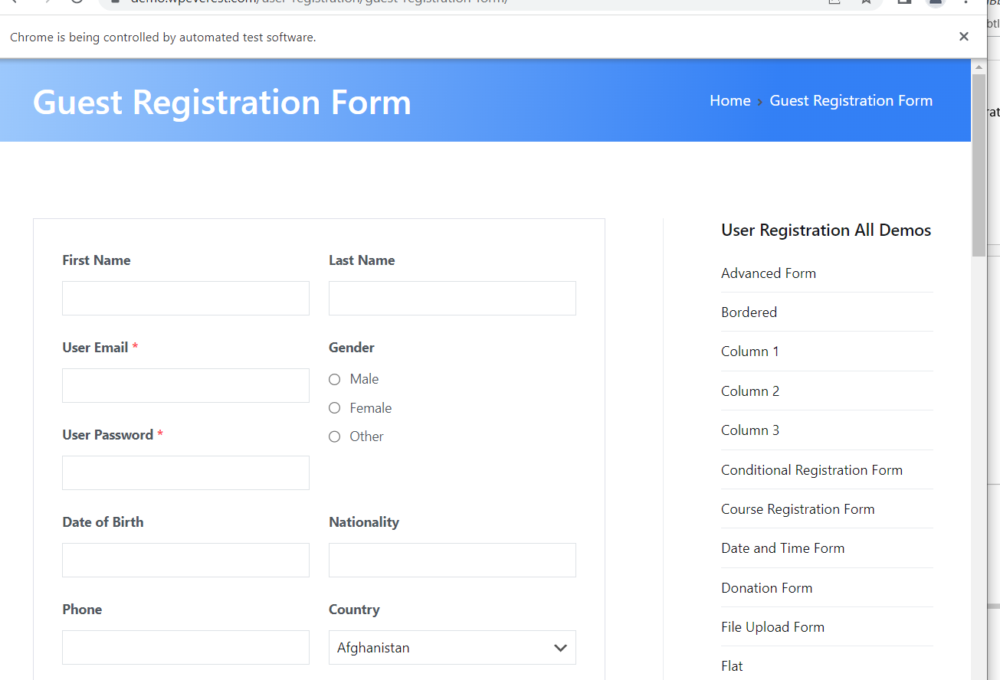 demo.wpeverest.com/user-registration/guest-registration-form/
Chrome is being controlled by automated test software.
Guest Registration Form
Home › Guest Registration Form
First Name
Last Name
User Email *
Gender
Male
Female
Other
User Password *
Date of Birth
Nationality
Phone
Country
Afghanistan
User Registration All Demos
Advanced Form
Bordered
Column 1
Column 2
Column 3
Conditional Registration Form
Course Registration Form
Date and Time Form
Donation Form
File Upload Form
Flat